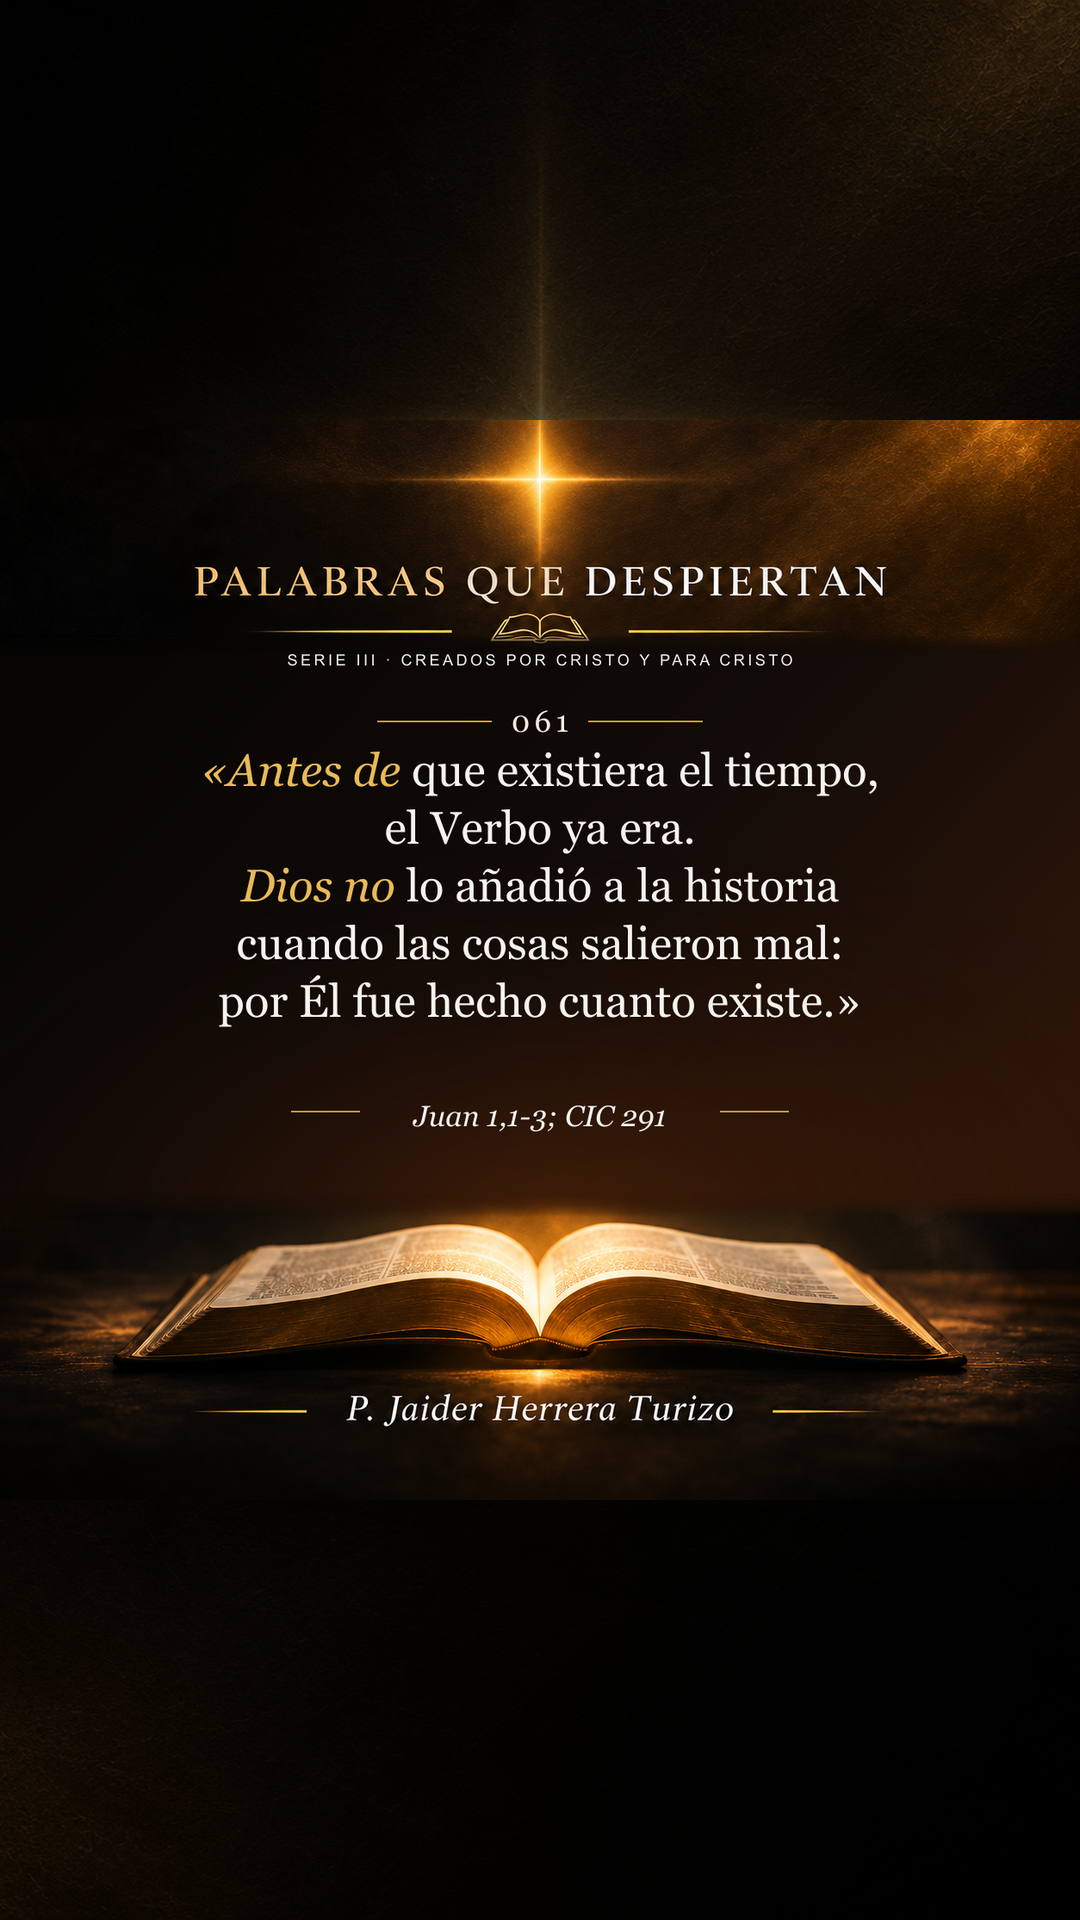 PALABRAS QUE DESPIERTAN
SERIE III · CREADOS POR CRISTO Y PARA CRISTO
061
«Antes de que existiera el tiempo,
el Verbo ya era.
Dios no lo añadió a la historia
cuando las cosas salieron mal:
por Él fue hecho cuanto existe.»
Juan 1,1-3; CIC 291
P. Jaider Herrera Turizo